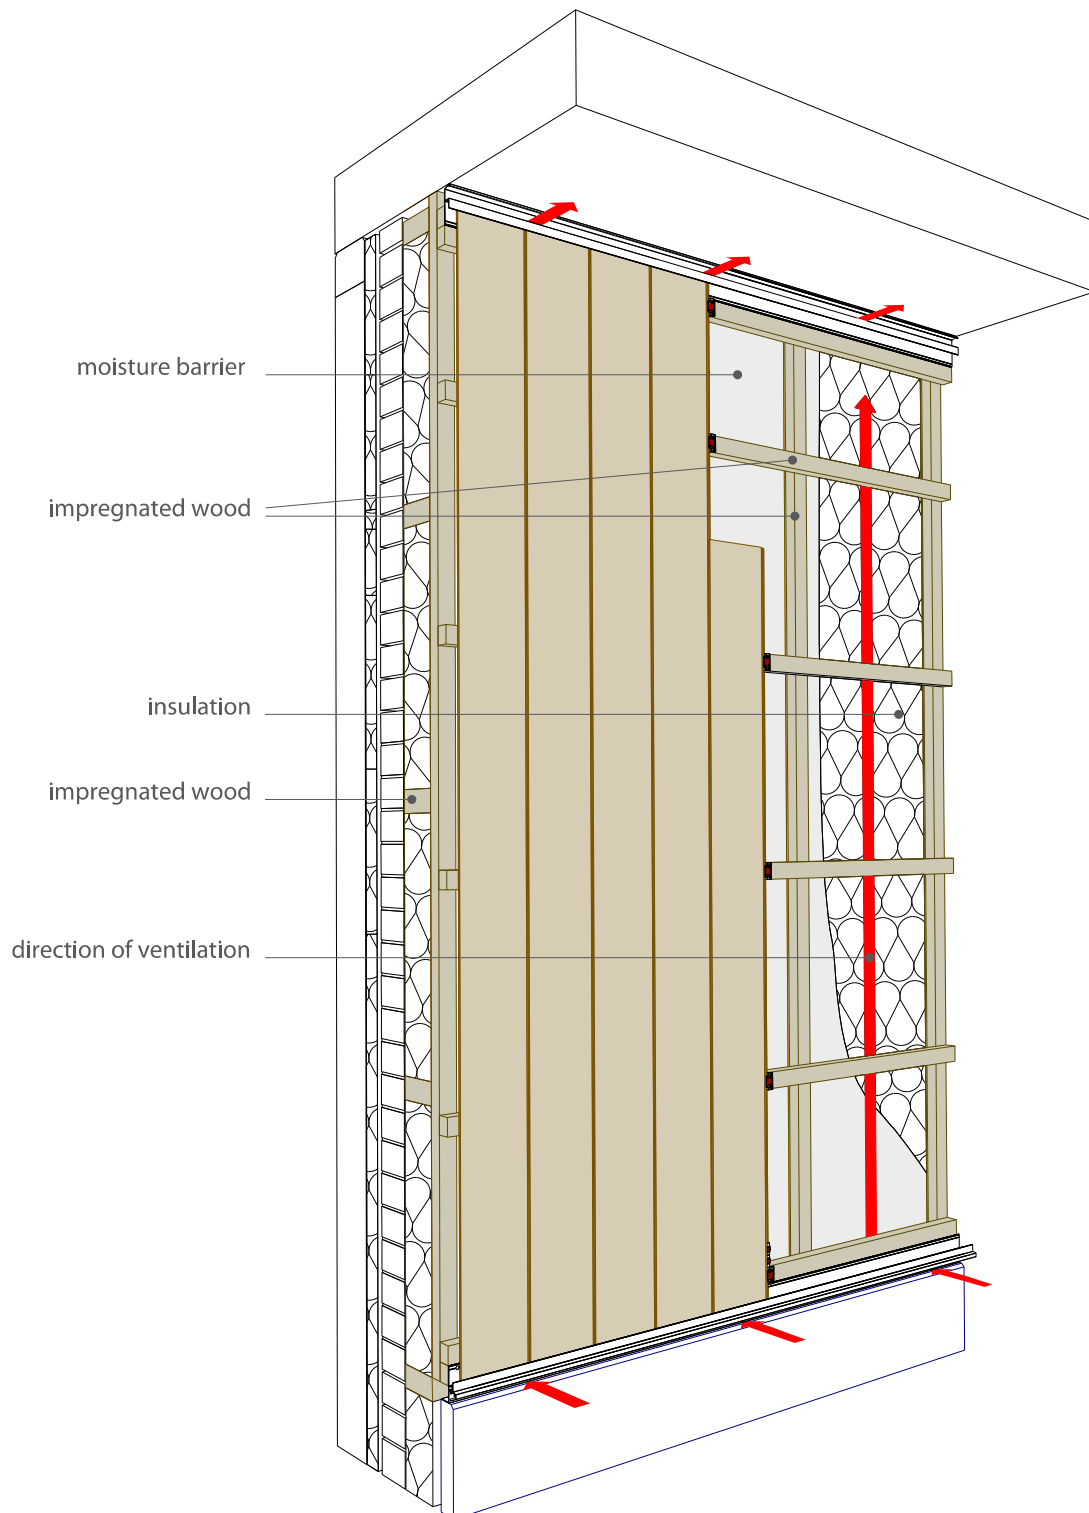 moisture barrier
impregnated wood
insulation
impregnated wood
direction of ventilation